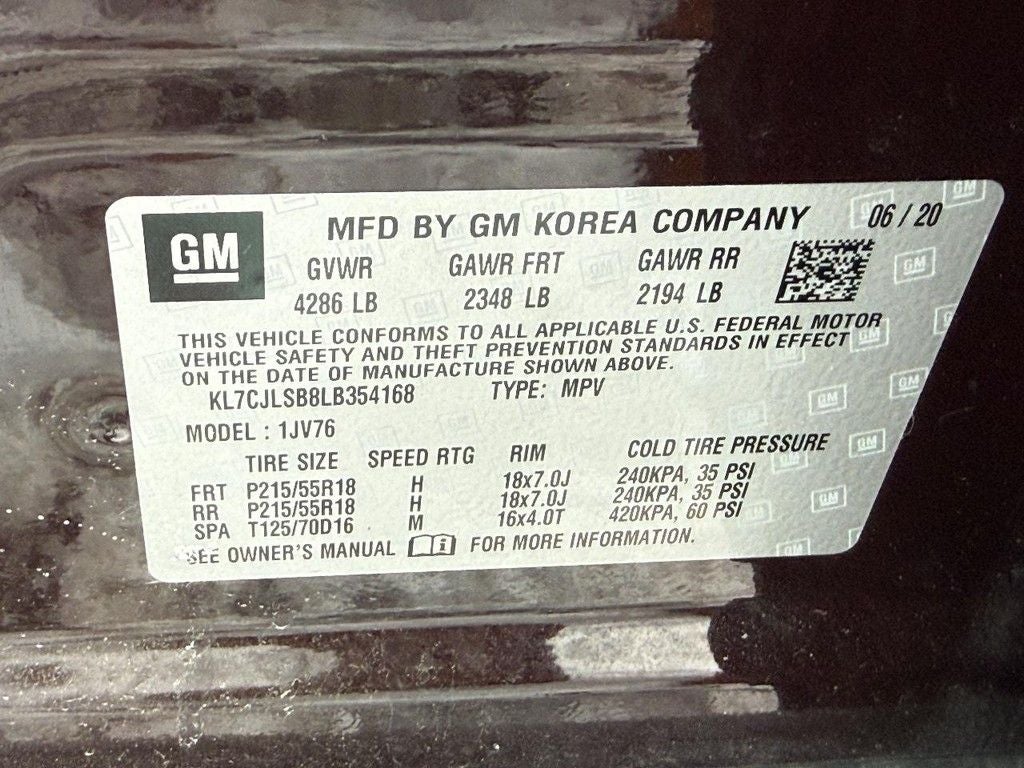 GM
MFD BY GM KOREA COMPANY 06 / 20
GVWR GAWR FRT GAWR RR
4286 LB 2348 LB 2194 LB
THIS VEHICLE CONFORMS TO ALL APPLICABLE U.S. FEDERAL MOTOR
VEHICLE SAFETY AND THEFT PREVENTION STANDARDS IN EFFECT
ON THE DATE OF MANUFACTURE SHOWN ABOVE.
KL7CJLSB8LB354168 TYPE: MPV
MODEL : 1JV76
TIRE SIZE SPEED RTG RIM COLD TIRE PRESSURE
FRT P215/55R18 H 18x7.0J 240KPA, 35 PSI
RR P215/55R18 H 18x7.0J 240KPA, 35 PSI
SPA T125/70D16 M 16x4.0T 420KPA, 60 PSI
SEE OWNER'S MANUAL FOR MORE INFORMATION.